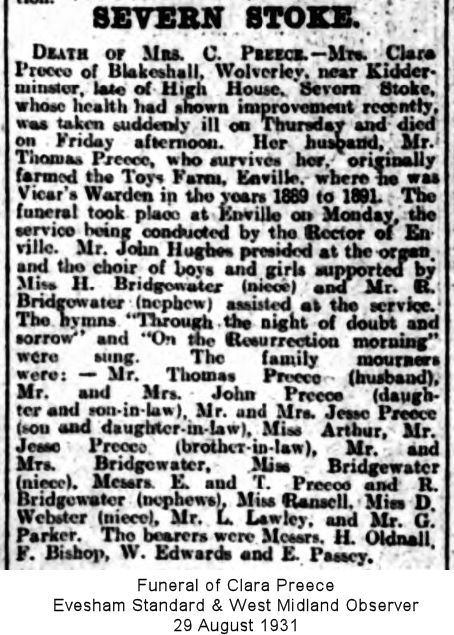 SEVERN STOKE.
DEATH OF MRS. C. PREECE.—Mrs. Clara
Preece of Blakeshall, Wolverley, near Kidder-
minster, late of High House, Severn Stoke,
whose health had shown improvement recently,
was taken suddenly ill on Thursday and died
on Friday afternoon. Her husband, Mr.
Thomas Preece, who survives her, originally
farmed the Toys Farm, Enville, where he was
Vicar's Warden in the years 1889 to 1891. The
funeral took place at Enville on Monday, the
service being conducted by the Rector of En-
ville. Mr. John Hughes presided at the organ,
and the choir of boys and girls supported by
Miss H. Bridgewater (niece) and Mr. R.
Bridgewater (nephew) assisted at the service.
The hymns "Through the night of doubt and
sorrow" and "On the Resurrection morning"
were sung. The family mourners
were: — Mr. Thomas Preece (husband),
Mr. and Mrs. John Preece (daugh-
ter and son-in-law), Mr. and Mrs. Jesse Preece
(son and daughter-in-law), Miss Arthur, Mr.
Jesse Preece (brother-in-law), Mr. and
Mrs. Bridgewater, Miss Bridgewater
(niece), Messrs. E. and T. Preece and R.
Bridgewater (nephews), Miss Ransell, Miss D.
Webster (niece), Mr. L. Lawley, and Mr. G.
Parker. The bearers were Messrs. H. Oldnall,
F. Bishop, W. Edwards and E. Passey.
Funeral of Clara Preece
Evesham Standard & West Midland Observer
29 August 1931